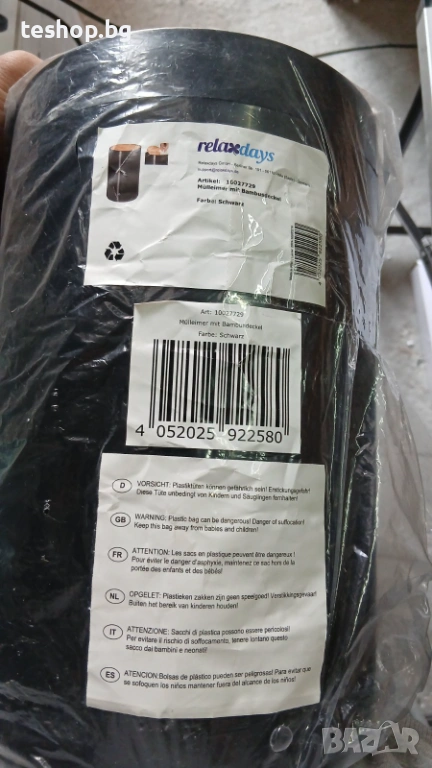 teshop.bg
relaxdays
Artikel: 10027729
Mülleimer mit Bambusdeckel
Farbe: Schwarz
Art: 10027729
Mülleimer mit Bambusdeckel
Farbe: Schwarz
4 052025 922580
D VORSICHT: Plastiktüten können gefährlich sein! Erstickungsgefahr!
Diese Tüte unbedingt von Kindern und Säuglingen fernhalten!
GB WARNING: Plastic bag can be dangerous! Danger of suffocation!
Keep this bag away from babies and children!
FR ATTENTION: Les sacs en plastique peuvent être dangereux !
Pour éviter le danger d'asphyxie, maintenez ce sac hors de la
portée des enfants et des bébés!
NL OPGELET: Plastieken zakken zijn geen speelgoed! Verstikkingsgevaar!
Buiten het bereik van kinderen houden!
IT ATTENZIONE: Sacchi di plastica possono essere pericolosi!
Per evitare il rischio di soffocamento, tenere lontano questo
sacco dai bambini e neonati!
ES ATENCION: Bolsas de plástico pueden ser peligrosos! Para evitar que
se sofoquen los niños mantener fuera del alcance de los niños!
BAZAR